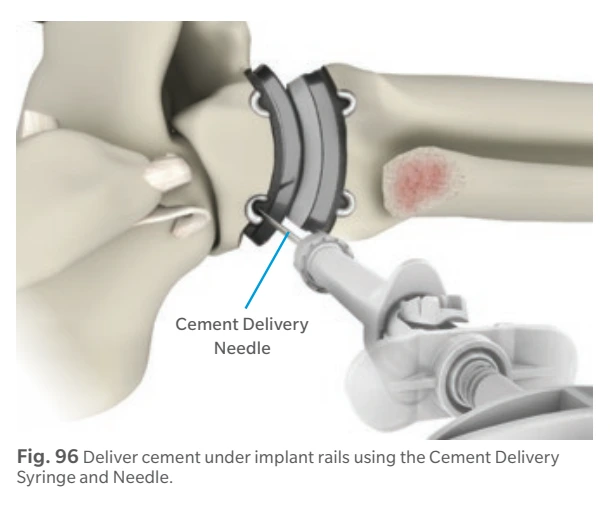 Cement Delivery
Needle
Fig. 96 Deliver cement under implant rails using the Cement Delivery
Syringe and Needle.